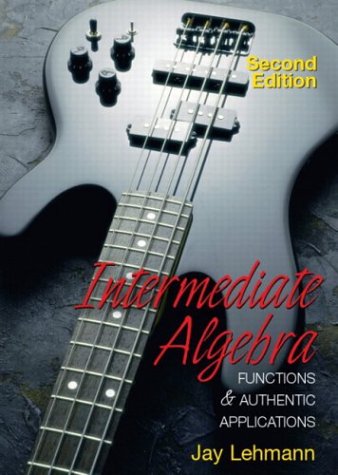 Second
Edition
Intermediate
Algebra
FUNCTIONS
& AUTHENTIC
APPLICATIONS
Jay Lehmann